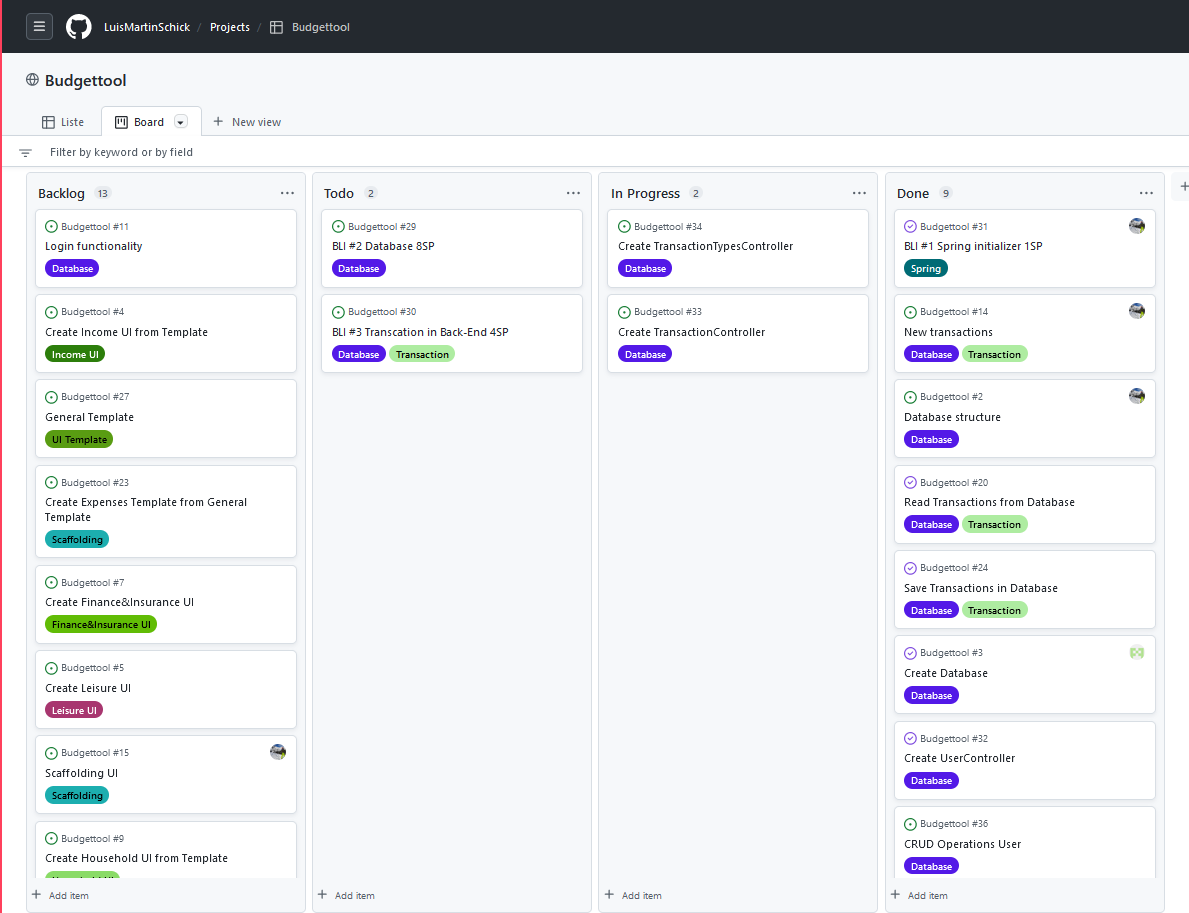 LuisMartinSchick / Projects / Budgettool
Budgettool
Liste
Board
New view
Filter by keyword or by field
Backlog 13
Budgettool #11
Login functionality
Database
Budgettool #4
Create Income UI from Template
Income UI
Budgettool #27
General Template
UI Template
Budgettool #23
Create Expenses Template from General
Template
Scaffolding
Budgettool #7
Create Finance&Insurance UI
Finance&Insurance UI
Budgettool #5
Create Leisure UI
Leisure UI
Budgettool #15
Scaffolding UI
Scaffolding
Budgettool #9
Create Household UI from Template
Add item
Todo 2
Budgettool #29
BLI #2 Database 8SP
Database
Budgettool #30
BLI #3 Transcation in Back-End 4SP
Database Transaction
Add item
In Progress 2
Budgettool #34
Create TransactionTypesController
Database
Budgettool #33
Create TransactionController
Database
Add item
Done 9
Budgettool #31
BLI #1 Spring initializer 1SP
Spring
Budgettool #14
New transactions
Database Transaction
Budgettool #2
Database structure
Database
Budgettool #20
Read Transactions from Database
Database Transaction
Budgettool #24
Save Transactions in Database
Database Transaction
Budgettool #3
Create Database
Database
Budgettool #32
Create UserController
Database
Budgettool #36
CRUD Operations User
Database
Add item